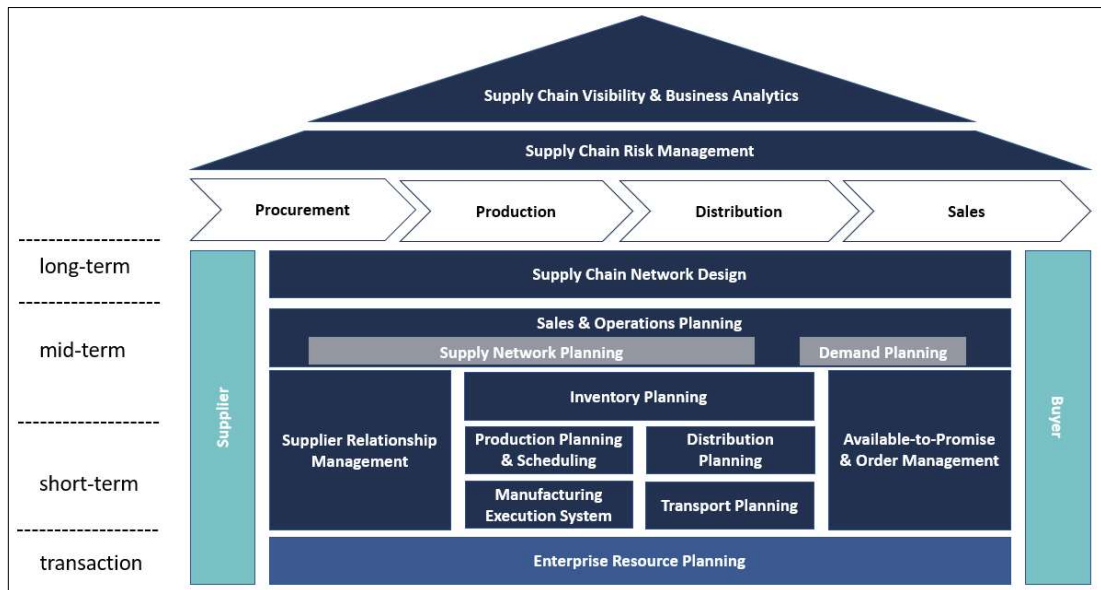 Supply Chain Visibility & Business Analytics
Supply Chain Risk Management
Procurement
Production
Distribution
Sales
long-term
Supply Chain Network Design
mid-term
Sales & Operations Planning
Supply Network Planning
Demand Planning
Supplier
Buyer
Inventory Planning
Supplier Relationship
Management
Production Planning
& Scheduling
Distribution
Planning
Available-to-Promise
& Order Management
short-term
Manufacturing
Execution System
Transport Planning
transaction
Enterprise Resource Planning